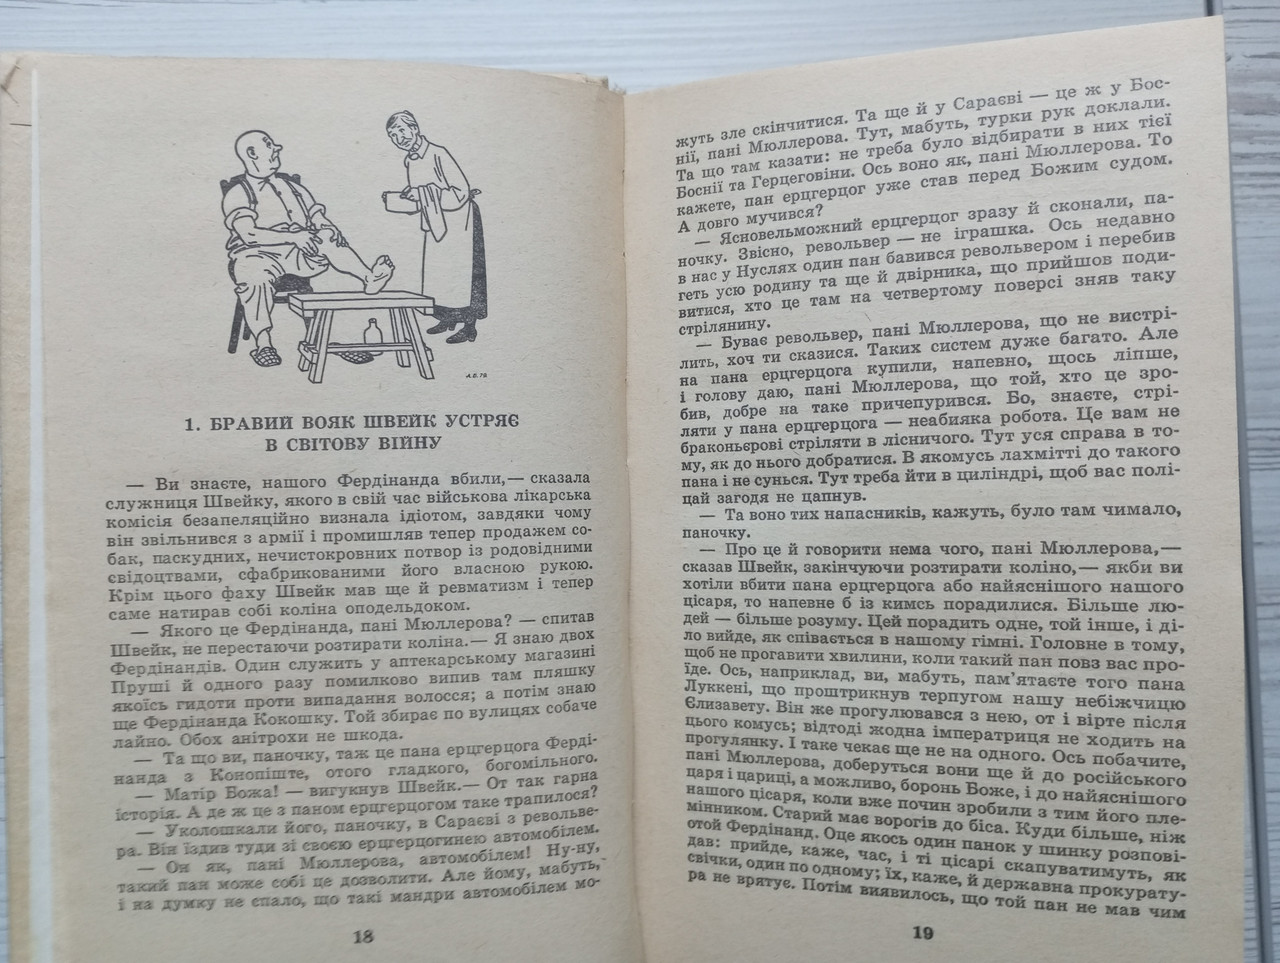 А.Б.79.
1. БРАВИЙ ВОЯК ШВЕЙК УСТРЯЄ
В СВІТОВУ ВІЙНУ
— Ви знаєте, нашого Фердінанда вбили,— сказала
служниця Швейку, якого в свій час військова лікарська
комісія безапеляційно визнала ідіотом, завдяки чому
він звільнився з армії і промишляв тепер продажем со-
бак, паскудних, нечистокровних потвор із родовідними
свідоцтвами, сфабрикованими його власною рукою.
Крім цього фаху Швейк мав ще й ревматизм і тепер
саме натирав собі коліна оподельдоком.
— Якого це Фердінанда, пані Мюллерова? — спитав
Швейк, не перестаючи розтирати коліна.— Я знаю двох
Фердінандів. Один служить у аптекарському магазині
Пруші й одного разу помилково випив там пляшку
якоїсь гидоти проти випадання волосся; а потім знаю
ще Фердінанда Кокошку. Той збирає по вулицях собаче
лайно. Обох анітрохи не шкода.
— Та що ви, паночку, таж це пана ерцгерцога Ферді-
нанда з Конопіште, отого гладкого, богомільного.
— Матір Божа! — вигукнув Швейк.— От так гарна
історія. А де ж це з паном ерцгерцогом таке трапилося?
— Уколошкали його, паночку, в Сараєві з револьве-
ра. Він їздив туди зі своєю ерцгерцогинею автомобілем.
— Он як, пані Мюллерова, автомобілем! Ну-ну,
такий пан може собі це дозволити. Але йому, мабуть,
і на думку не спало, що такі мандри автомобілем мо-
18
жуть зле скінчитися. Та ще й у Сараєві — це ж у Бос-
нії, пані Мюллерова. Тут, мабуть, турки рук доклали.
Та що там казати: не треба було відбирати в них тієї
Боснії та Герцеговіни. Ось воно як, пані Мюллерова. То
кажете, пан ерцгерцог уже став перед Божим судом.
А довго мучився?
— Ясновельможний ерцгерцог зразу й сконали, па-
ночку. Звісно, револьвер — не іграшка. Ось недавно
в нас у Нуслях один пан бавився револьвером і перебив
геть усю родину та ще й двірника, що прийшов поди-
витися, хто це там на четвертому поверсі зняв таку
стрілянину.
— Буває револьвер, пані Мюллерова, що не вистрі-
лить, хоч ти сказися. Таких систем дуже багато. Але
на пана ерцгерцога купили, напевно, щось ліпше,
і голову даю, пані Мюллерова, що той, хто це зро-
бив, добре на таке причепурився. Бо, знаєте, стрі-
ляти у пана ерцгерцога — неабияка робота. Це вам не
браконьєрові стріляти в лісничого. Тут уся справа в то-
му, як до нього добратися. В якомусь лахмітті до такого
пана і не сунься. Тут треба йти в циліндрі, щоб вас полі-
цай загодя не цапнув.
— Та воно тих напасників, кажуть, було там чимало,
паночку.
— Про це й говорити нема чого, пані Мюллерова,—
сказав Швейк, закінчуючи розтирати коліно,— якби ви
хотіли вбити пана ерцгерцога або найяснішого нашого
цісаря, то напевне б із кимсь порадилися. Більше лю-
дей — більше розуму. Цей порадить одне, той інше, і ді-
ло вийде, як співається в нашому гімні. Головне в тому,
щоб не прогавити хвилини, коли такий пан повз вас про-
їде. Ось, наприклад, ви, мабуть, пам'ятаєте того пана
Луккені, що проштрикнув терпугом нашу небіжчицю
Єлизавету. Він же прогулювався з нею, от і вірте після
цього комусь; відтоді жодна імператриця не ходить на
прогулянку. І таке чекає ще не на одного. Ось побачите,
пані Мюллерова, доберуться вони ще й до російського
царя і цариці, а можливо, боронь Боже, і до найяснішого
нашого цісаря, коли вже почин зробили з тим його пле-
мінником. Старий має ворогів до біса. Куди більше, ніж
отой Фердінанд. Оце якось один панок у шинку розпові-
дав: прийде, каже, час, і ті цісарі скапуватимуть, як
свічки, один по одному; їх, каже, й державна прокурату-
ра не врятує. Потім виявилось, що той пан не мав чим
19